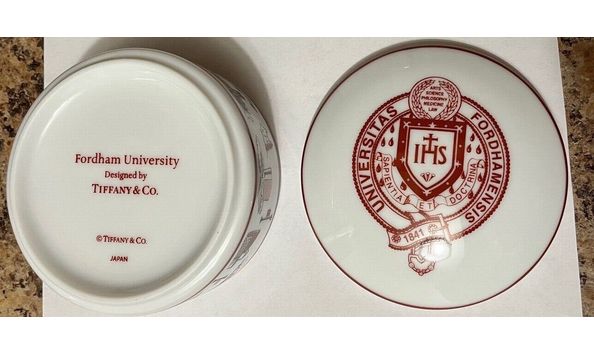 Fordham University
Designed by
TIFFANY & CO.
© TIFFANY & CO.
JAPAN
ARTS
SCIENCE
PHILOSOPHY
MEDICINE
LAW
UNIVERSITAS FORDHAMENSIS
IHS
SAPIENTIA ET DOCTRINA
1841